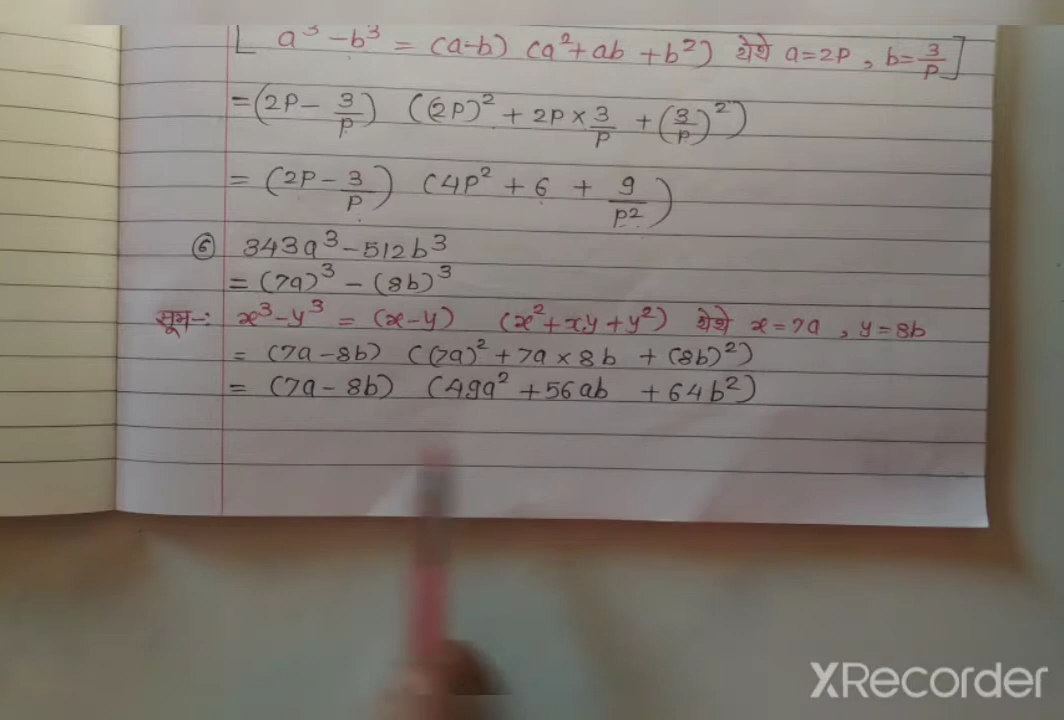 [ a³ - b³ = (a-b) (a² + ab + b²) येथे a = 2P , b = 3/P ]
= (2P - 3/P) ((2P)² + 2P × 3/P + (3/P)²)
= (2P - 3/P) (4P² + 6 + 9/P²)
⑥ 343a³ - 512b³
= (7a)³ - (8b)³
सूत्र-: x³ - y³ = (x-y) (x² + xy + y²) येथे x = 7a , y = 8b
= (7a - 8b) ((7a)² + 7a × 8b + (8b)²)
= (7a - 8b) (49a² + 56ab + 64b²)
XRecorder